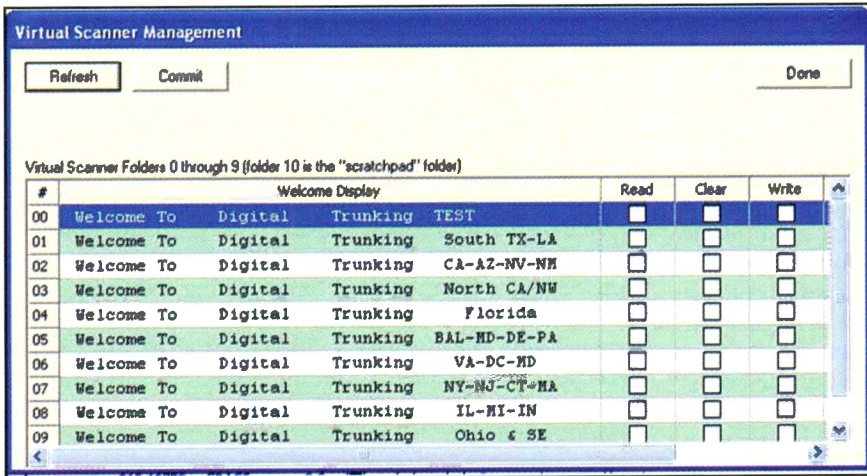 Virtual Scanner Management
Refresh Commit Done
Virtual Scanner Folders 0 through 9 (folder 10 is the "scratchpad" folder)
# Welcome Display Read Clear Write
00 Welcome To Digital Trunking TEST
01 Welcome To Digital Trunking South TX-LA
02 Welcome To Digital Trunking CA-AZ-NV-NM
03 Welcome To Digital Trunking North CA/NW
04 Welcome To Digital Trunking Florida
05 Welcome To Digital Trunking BAL-MD-DE-PA
06 Welcome To Digital Trunking VA-DC-MD
07 Welcome To Digital Trunking NY-NJ-CT-MA
08 Welcome To Digital Trunking IL-MI-IN
09 Welcome To Digital Trunking Ohio & SE